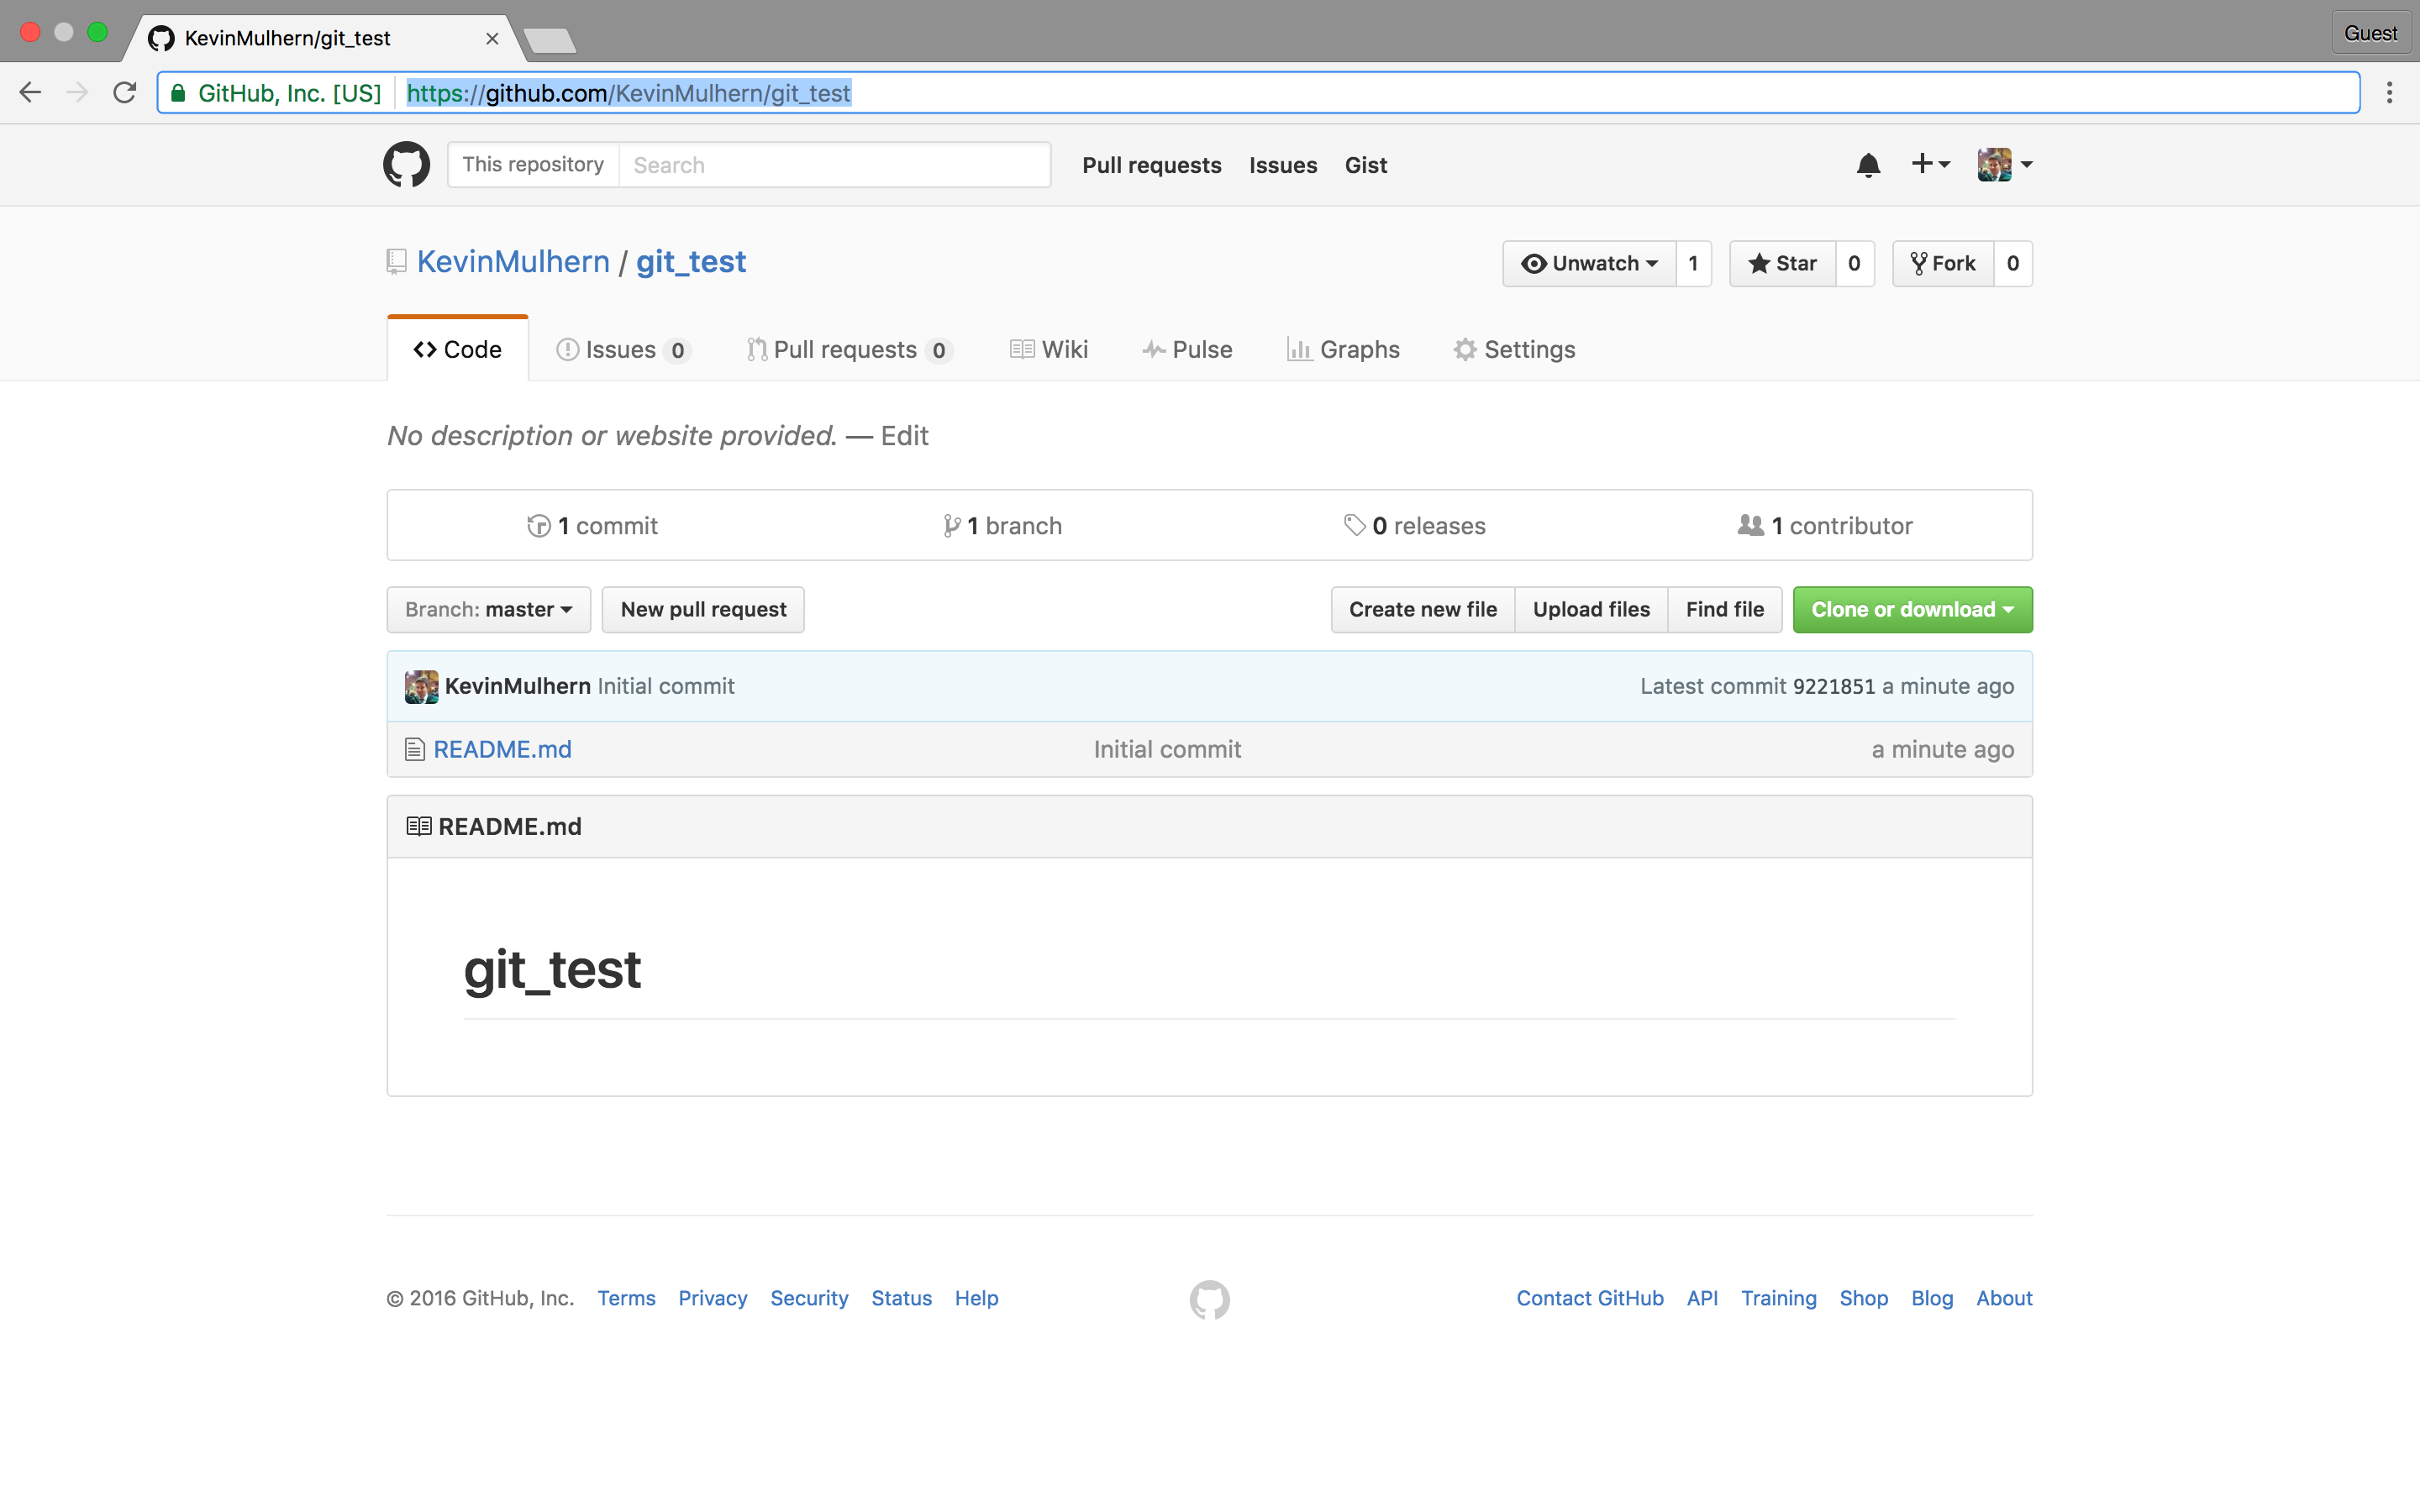 KevinMulhern/git_test
Guest
GitHub, Inc. [US] https://github.com/KevinMulhern/git_test
This repository Search Pull requests Issues Gist
KevinMulhern / git_test Unwatch 1 Star 0 Fork 0
Code Issues 0 Pull requests 0 Wiki Pulse Graphs Settings
No description or website provided. — Edit
1 commit 1 branch 0 releases 1 contributor
Branch: master New pull request Create new file Upload files Find file Clone or download
KevinMulhern Initial commit Latest commit 9221851 a minute ago
README.md Initial commit a minute ago
README.md
git_test
© 2016 GitHub, Inc. Terms Privacy Security Status Help Contact GitHub API Training Shop Blog About